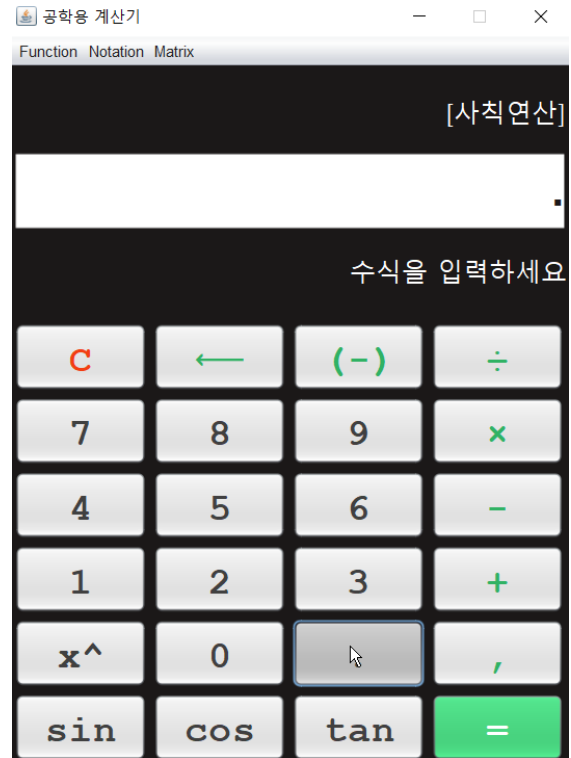 공학용 계산기
Function Notation Matrix
[사칙연산]
.
수식을 입력하세요
C ← (-) ÷
7 8 9 ×
4 5 6 -
1 2 3 +
x^ 0 ,
sin cos tan =